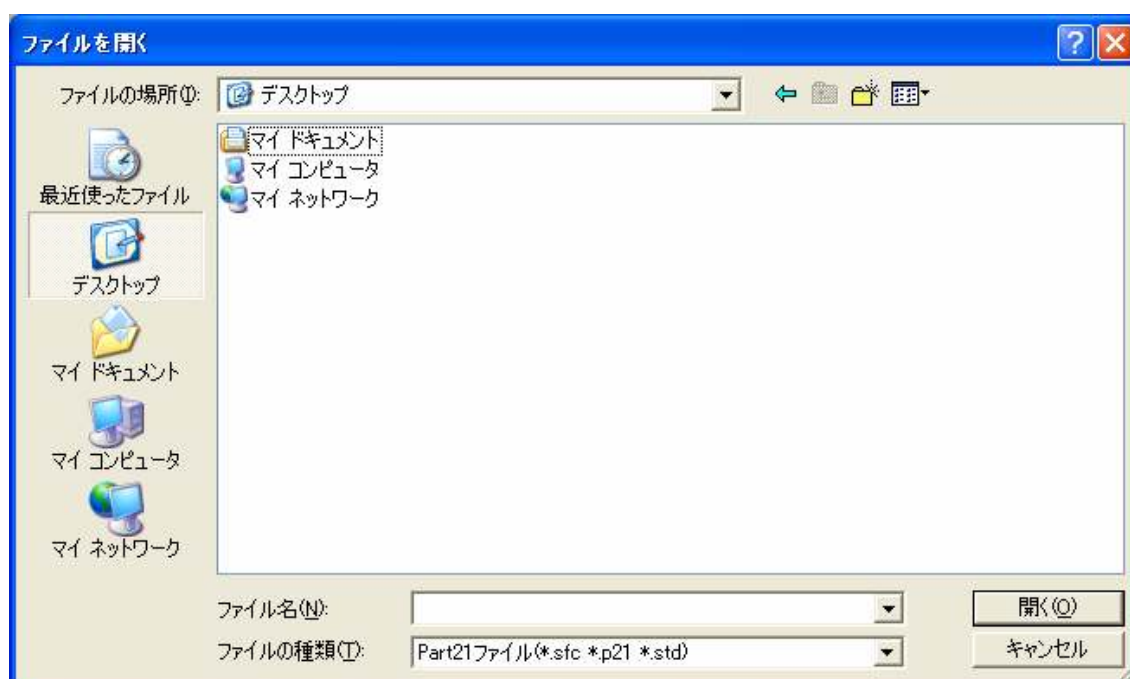 ファイルを開く
ファイルの場所(I):
デスクトップ
最近使ったファイル
デスクトップ
マイ ドキュメント
マイ コンピュータ
マイ ネットワーク
マイ ドキュメント
マイ コンピュータ
マイ ネットワーク
ファイル名(N):
開く(O)
ファイルの種類(T):
Part21ファイル(*.sfc *.p21 *.std)
キャンセル